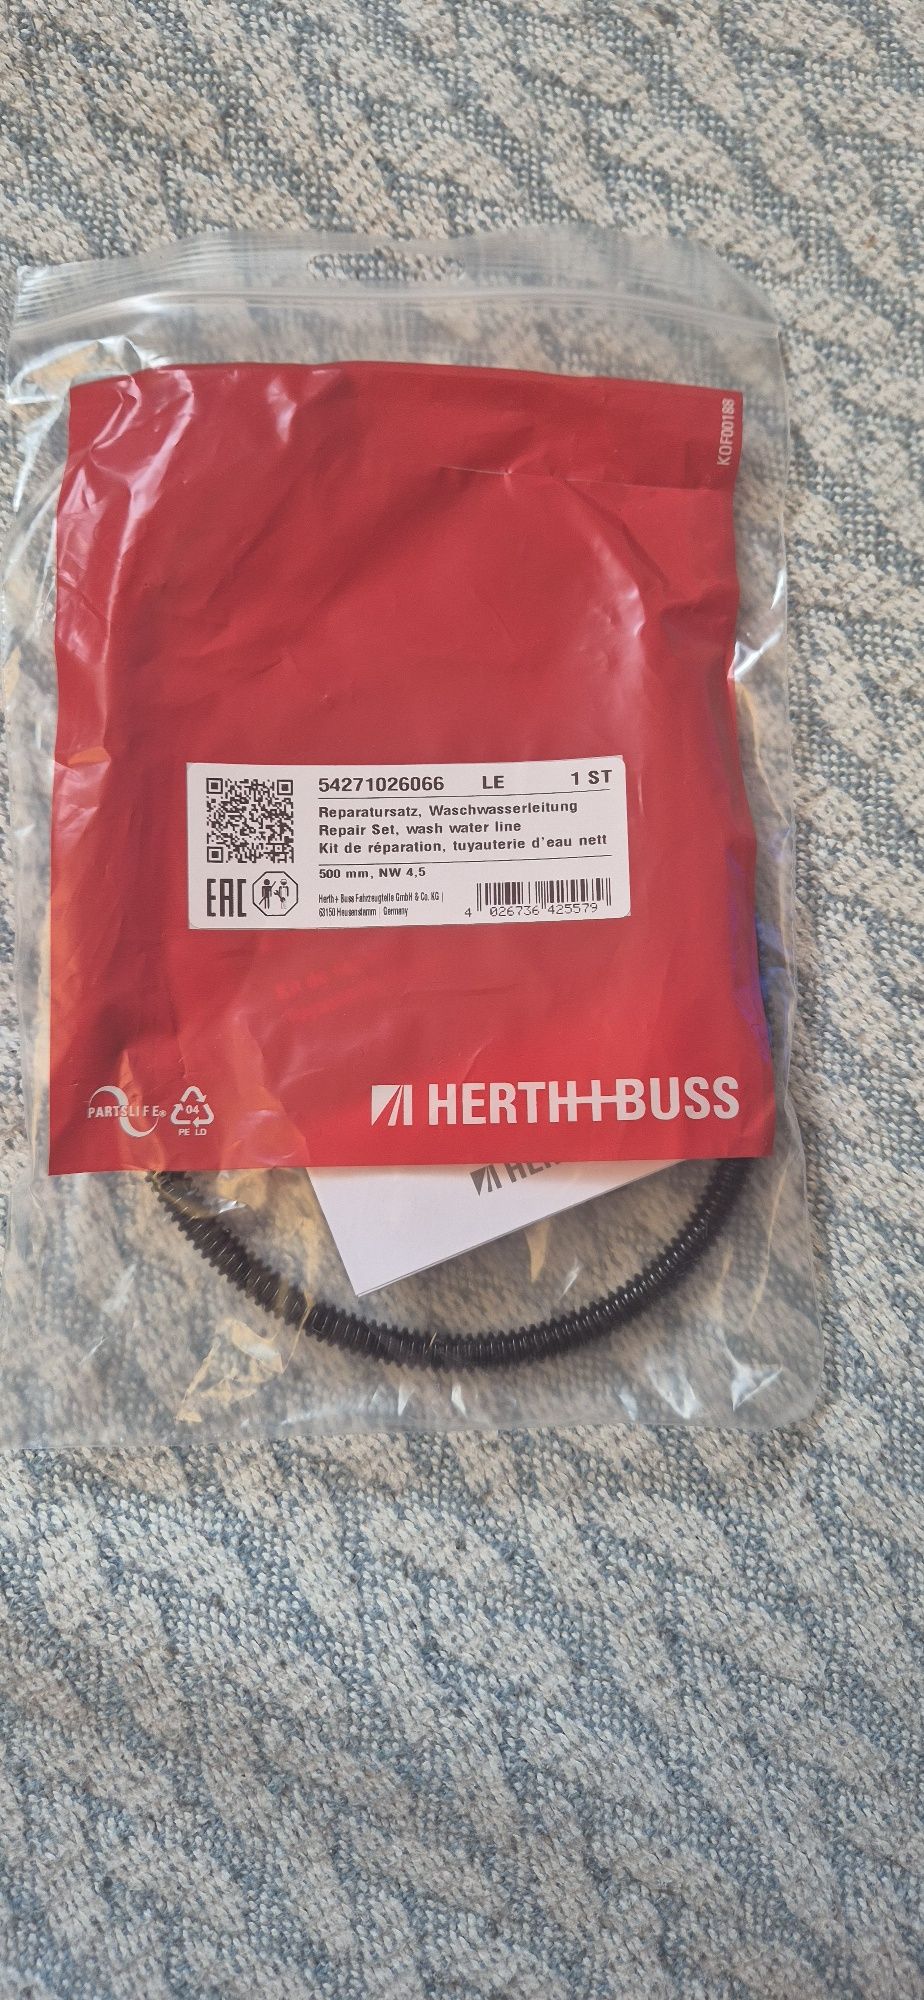 KOF00188
54271026066 LE 1 ST
Reparatursatz, Waschwasserleitung
Repair Set, wash water line
Kit de réparation, tuyauterie d'eau nett
500 mm, NW 4,5
EAC
Herth+ Buss Fahrzeugteile GmbH & Co. KG |
63150 Heusenstamm | Germany
4 026736 425579
PARTSLIFE®
04
PE LD
HERTH+BUSS
HER